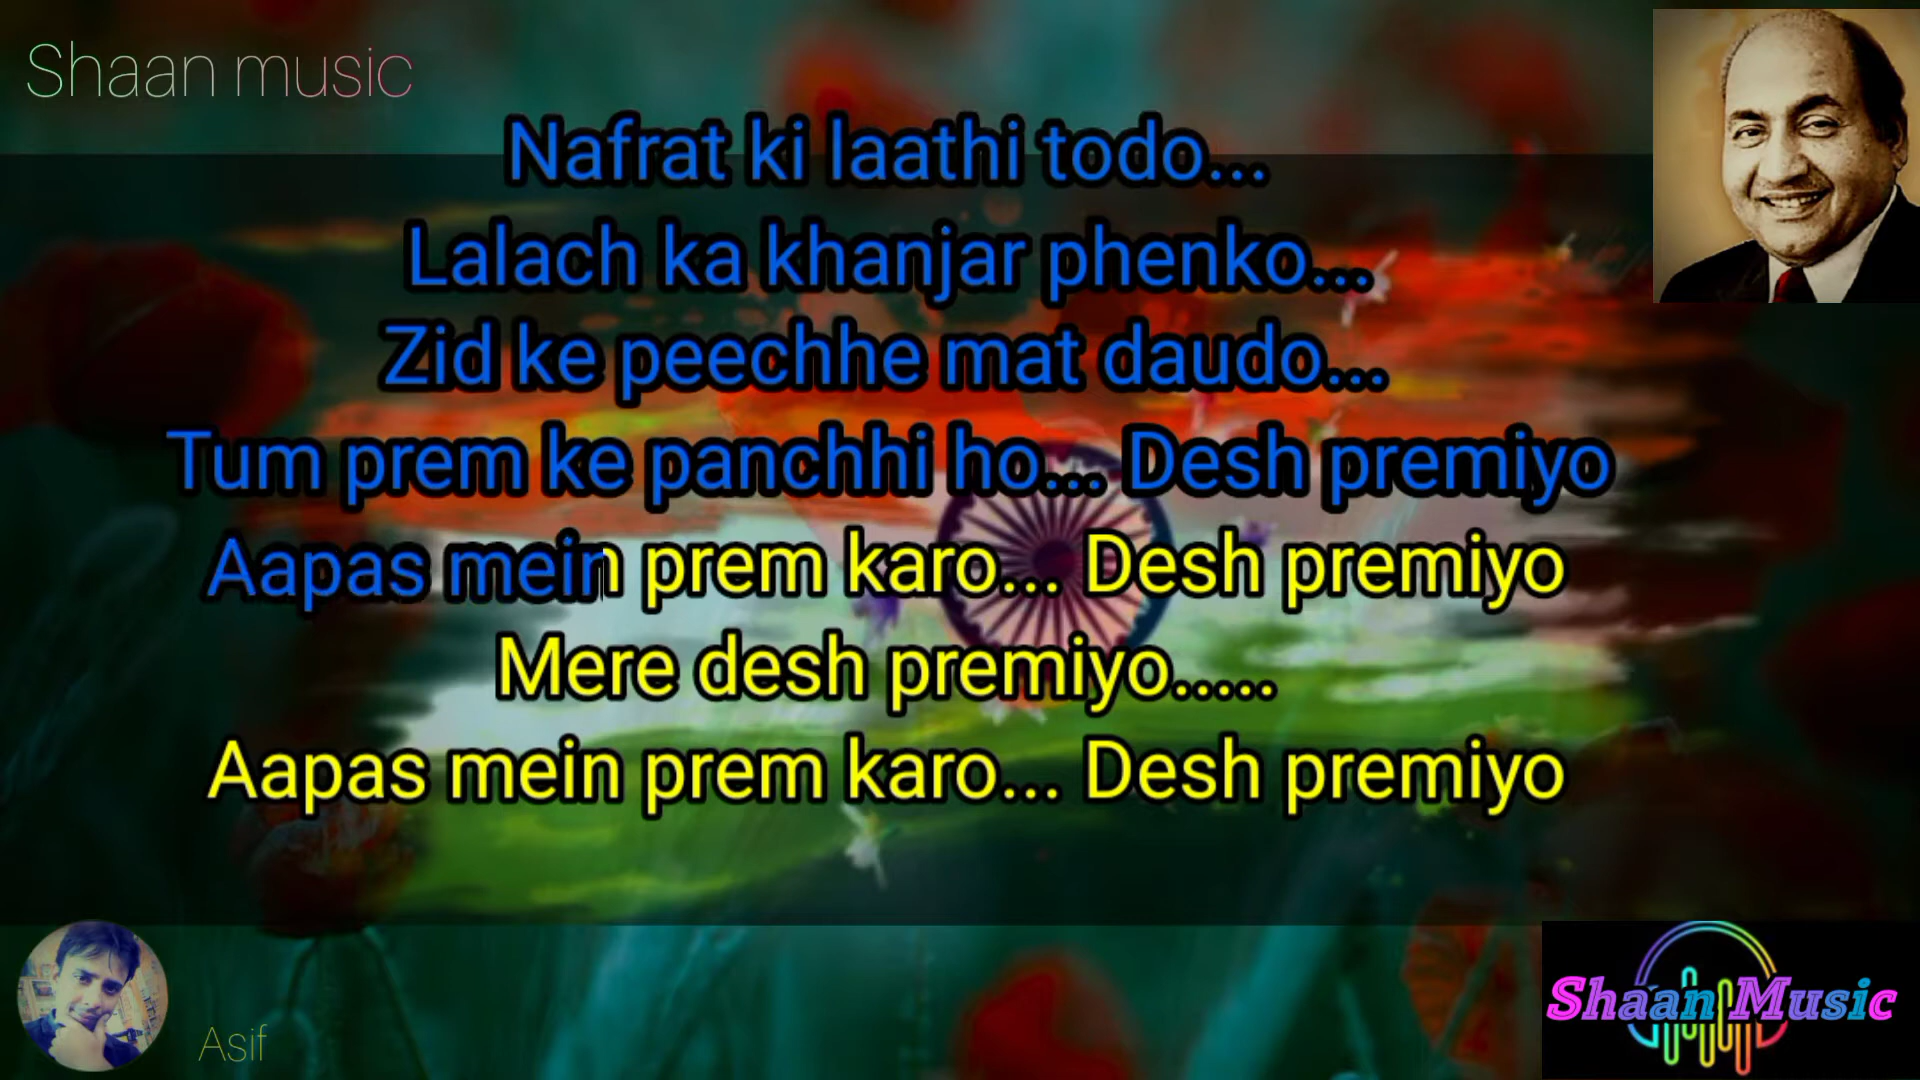 Shaan music
Nafrat ki laathi todo...
Lalach ka khanjar phenko...
Zid ke peechhe mat daudo...
Tum prem ke panchhi ho... Desh premiyo
Aapas mein prem karo... Desh premiyo
Mere desh premiyo.....
Aapas mein prem karo... Desh premiyo
Asif
Shaan Music